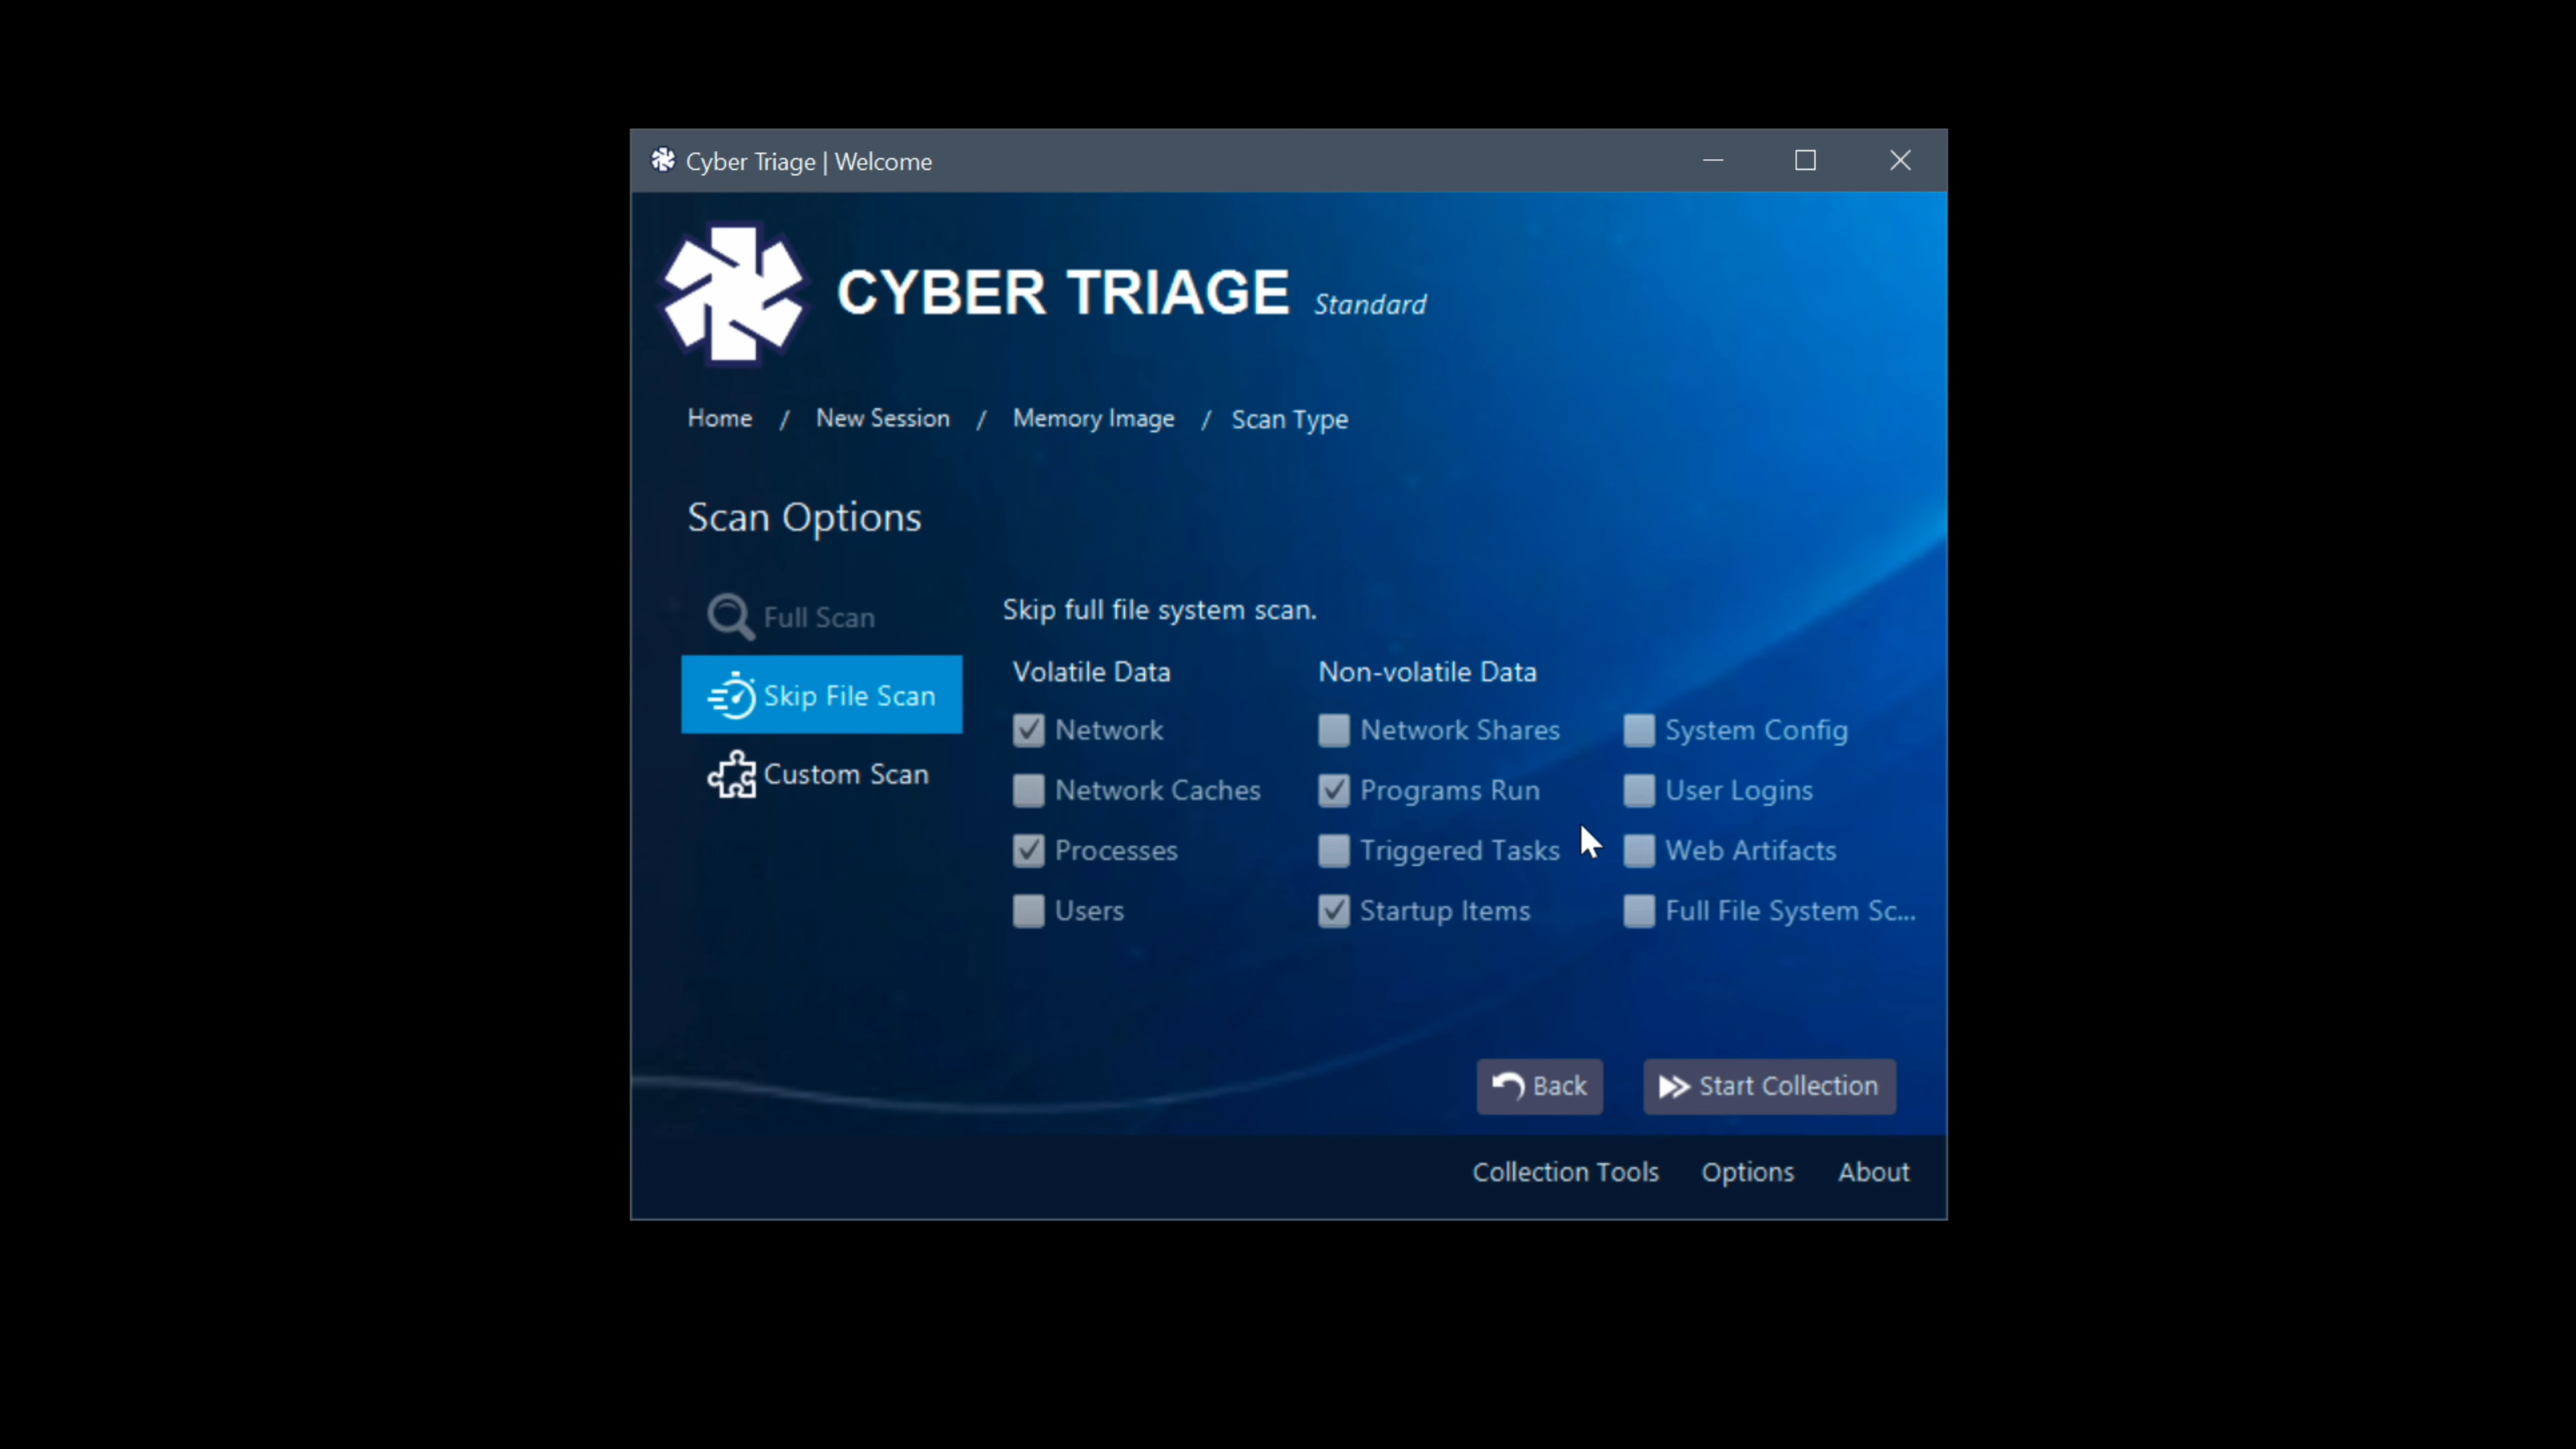 Cyber Triage | Welcome
CYBER TRIAGE Standard
Home / New Session / Memory Image / Scan Type
Scan Options
Full Scan
Skip File Scan
Custom Scan
Skip full file system scan.
Volatile Data
Network
Network Caches
Processes
Users
Non-volatile Data
Network Shares
Programs Run
Triggered Tasks
Startup Items
System Config
User Logins
Web Artifacts
Full File System Sc...
Back
Start Collection
Collection Tools Options About